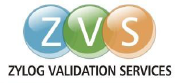 ZVS
ZYLOG VALIDATION SERVICES